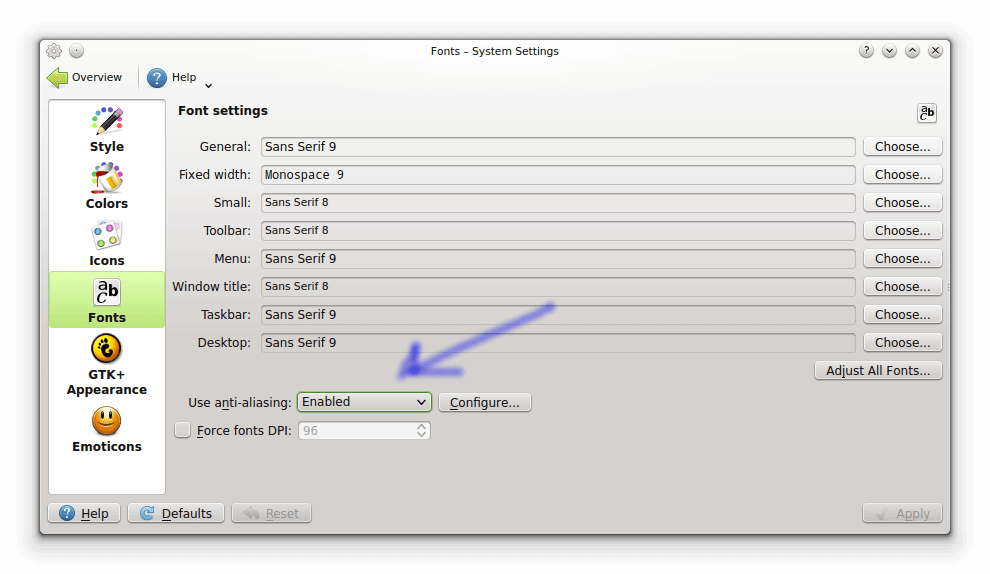 Fonts – System Settings
Overview Help
Style
Colors
Icons
Fonts
GTK+
Appearance
Emoticons
Font settings
General: Sans Serif 9 Choose...
Fixed width: Monospace 9 Choose...
Small: Sans Serif 8 Choose...
Toolbar: Sans Serif 8 Choose...
Menu: Sans Serif 9 Choose...
Window title: Sans Serif 8 Choose...
Taskbar: Sans Serif 9 Choose...
Desktop: Sans Serif 9 Choose...
Adjust All Fonts...
Use anti-aliasing: Enabled Configure...
Force fonts DPI: 96
Help Defaults Reset Apply